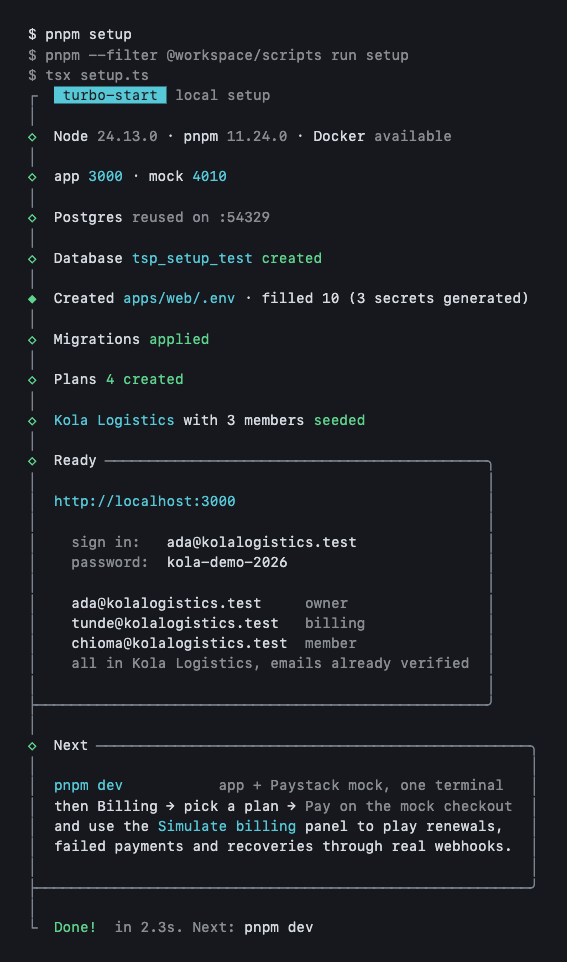 $ pnpm setup
$ pnpm --filter @workspace/scripts run setup
$ tsx setup.ts
turbo-start local setup
Node 24.13.0 · pnpm 11.24.0 · Docker available
app 3000 · mock 4010
Postgres reused on :54329
Database tsp_setup_test created
Created apps/web/.env · filled 10 (3 secrets generated)
Migrations applied
Plans 4 created
Kola Logistics with 3 members seeded
Ready
http://localhost:3000
sign in: ada@kolalogistics.test
password: kola-demo-2026
ada@kolalogistics.test owner
tunde@kolalogistics.test billing
chioma@kolalogistics.test member
all in Kola Logistics, emails already verified
Next
pnpm dev app + Paystack mock, one terminal
then Billing → pick a plan → Pay on the mock checkout
and use the Simulate billing panel to play renewals,
failed payments and recoveries through real webhooks.
Done! in 2.3s. Next: pnpm dev